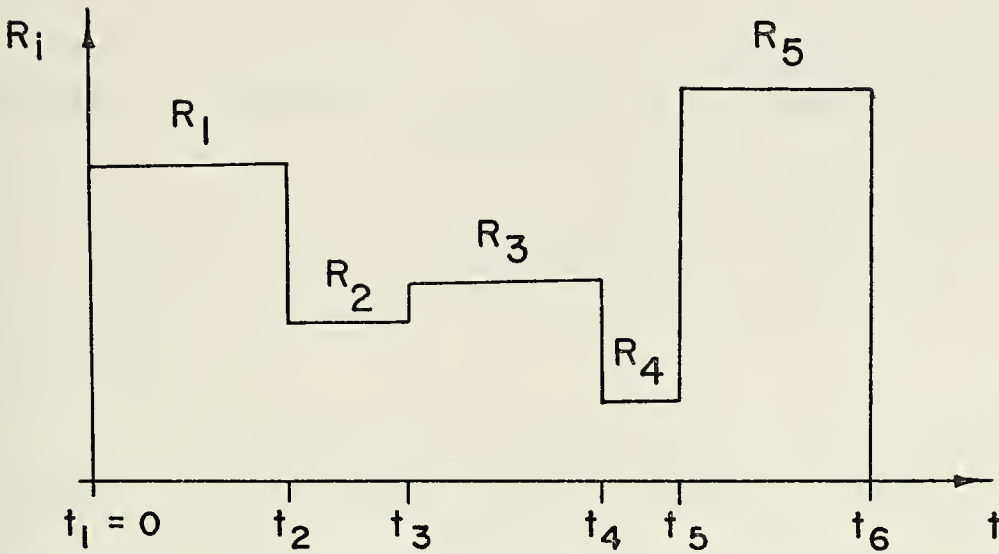 Rᵢ
R₁
R₂
R₃
R₄
R₅
t₁ = 0 t₂ t₃ t₄ t₅ t₆ t